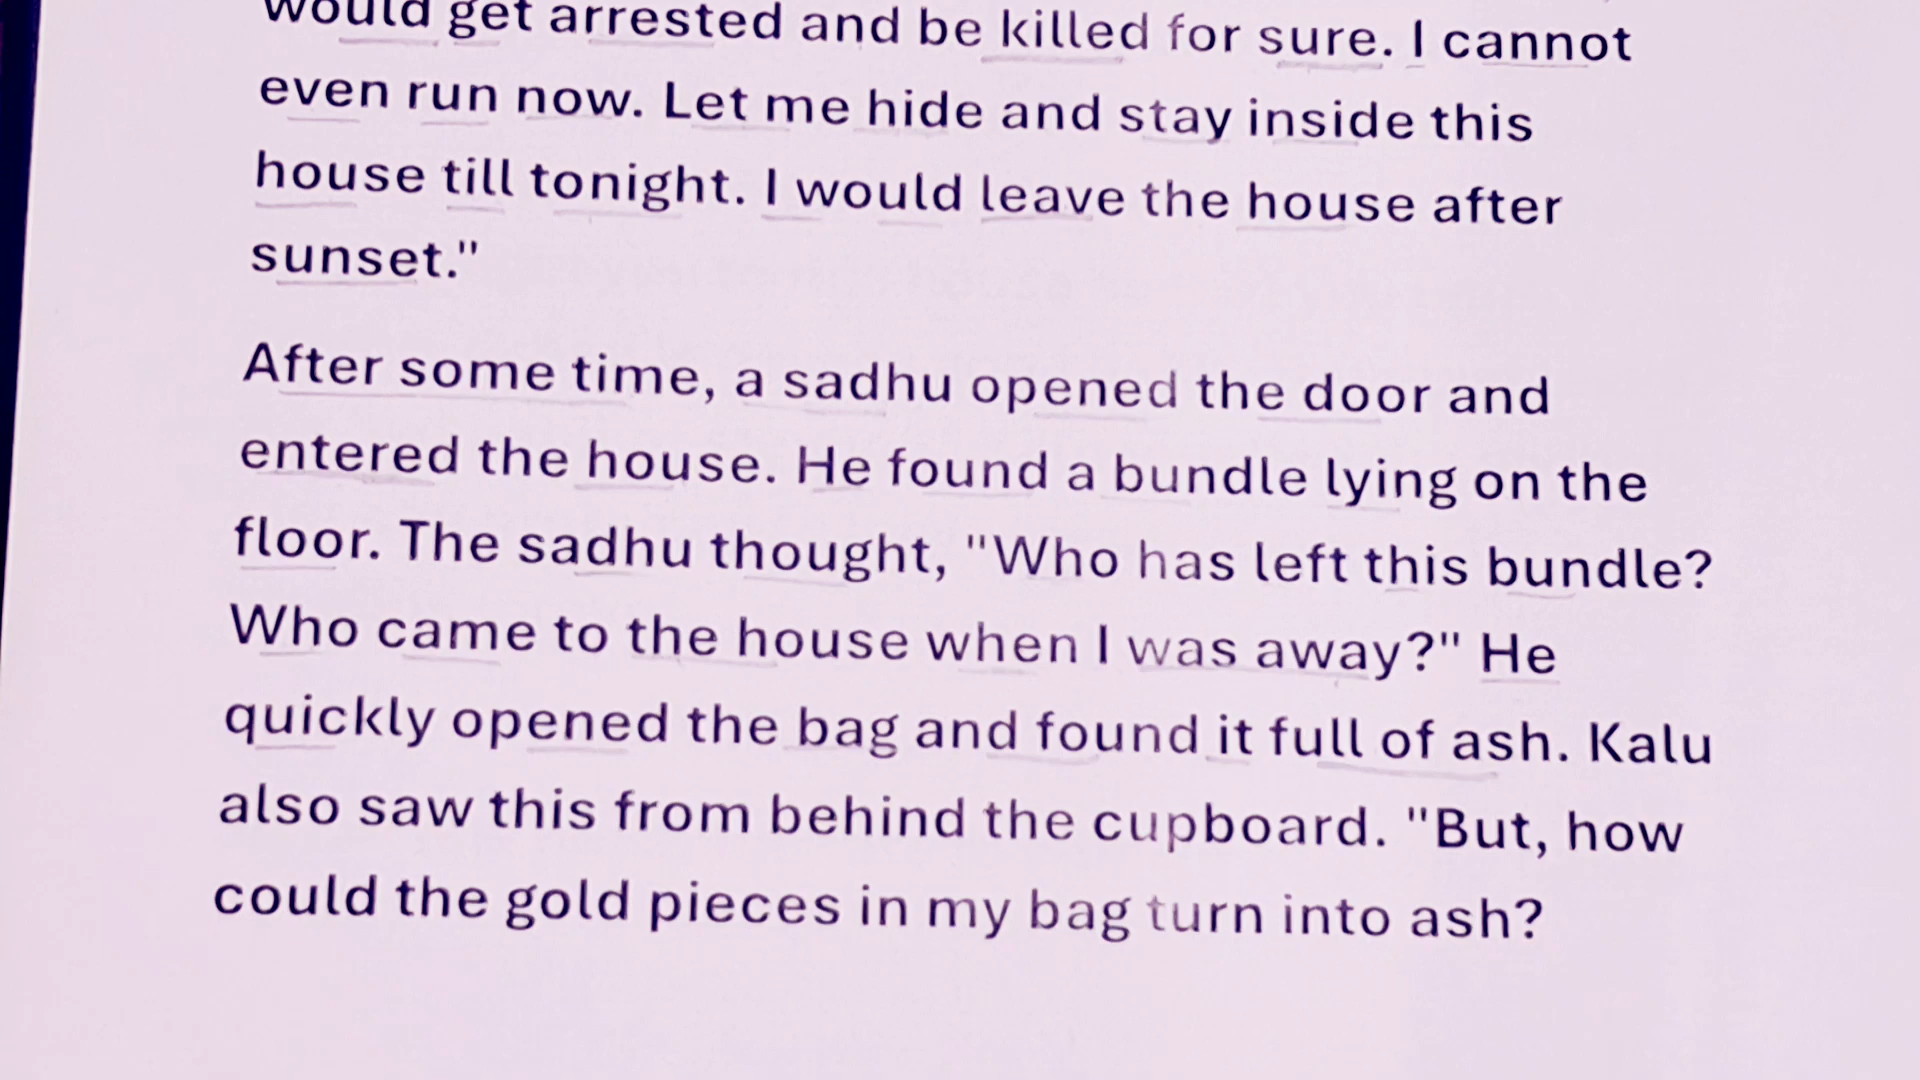 would get arrested and be killed for sure. I cannot
even run now. Let me hide and stay inside this
house till tonight. I would leave the house after
sunset."
After some time, a sadhu opened the door and
entered the house. He found a bundle lying on the
floor. The sadhu thought, "Who has left this bundle?
Who came to the house when I was away?" He
quickly opened the bag and found it full of ash. Kalu
also saw this from behind the cupboard. "But, how
could the gold pieces in my bag turn into ash?